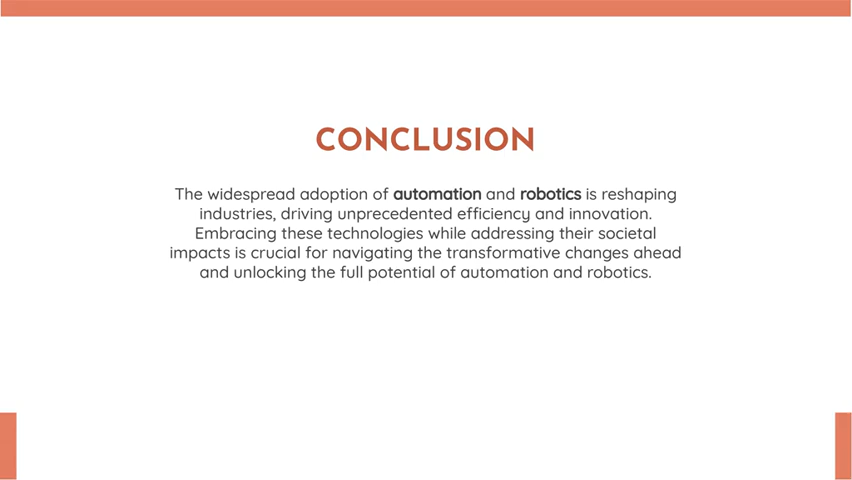 CONCLUSION
The widespread adoption of automation and robotics is reshaping
industries, driving unprecedented efficiency and innovation.
Embracing these technologies while addressing their societal
impacts is crucial for navigating the transformative changes ahead
and unlocking the full potential of automation and robotics.